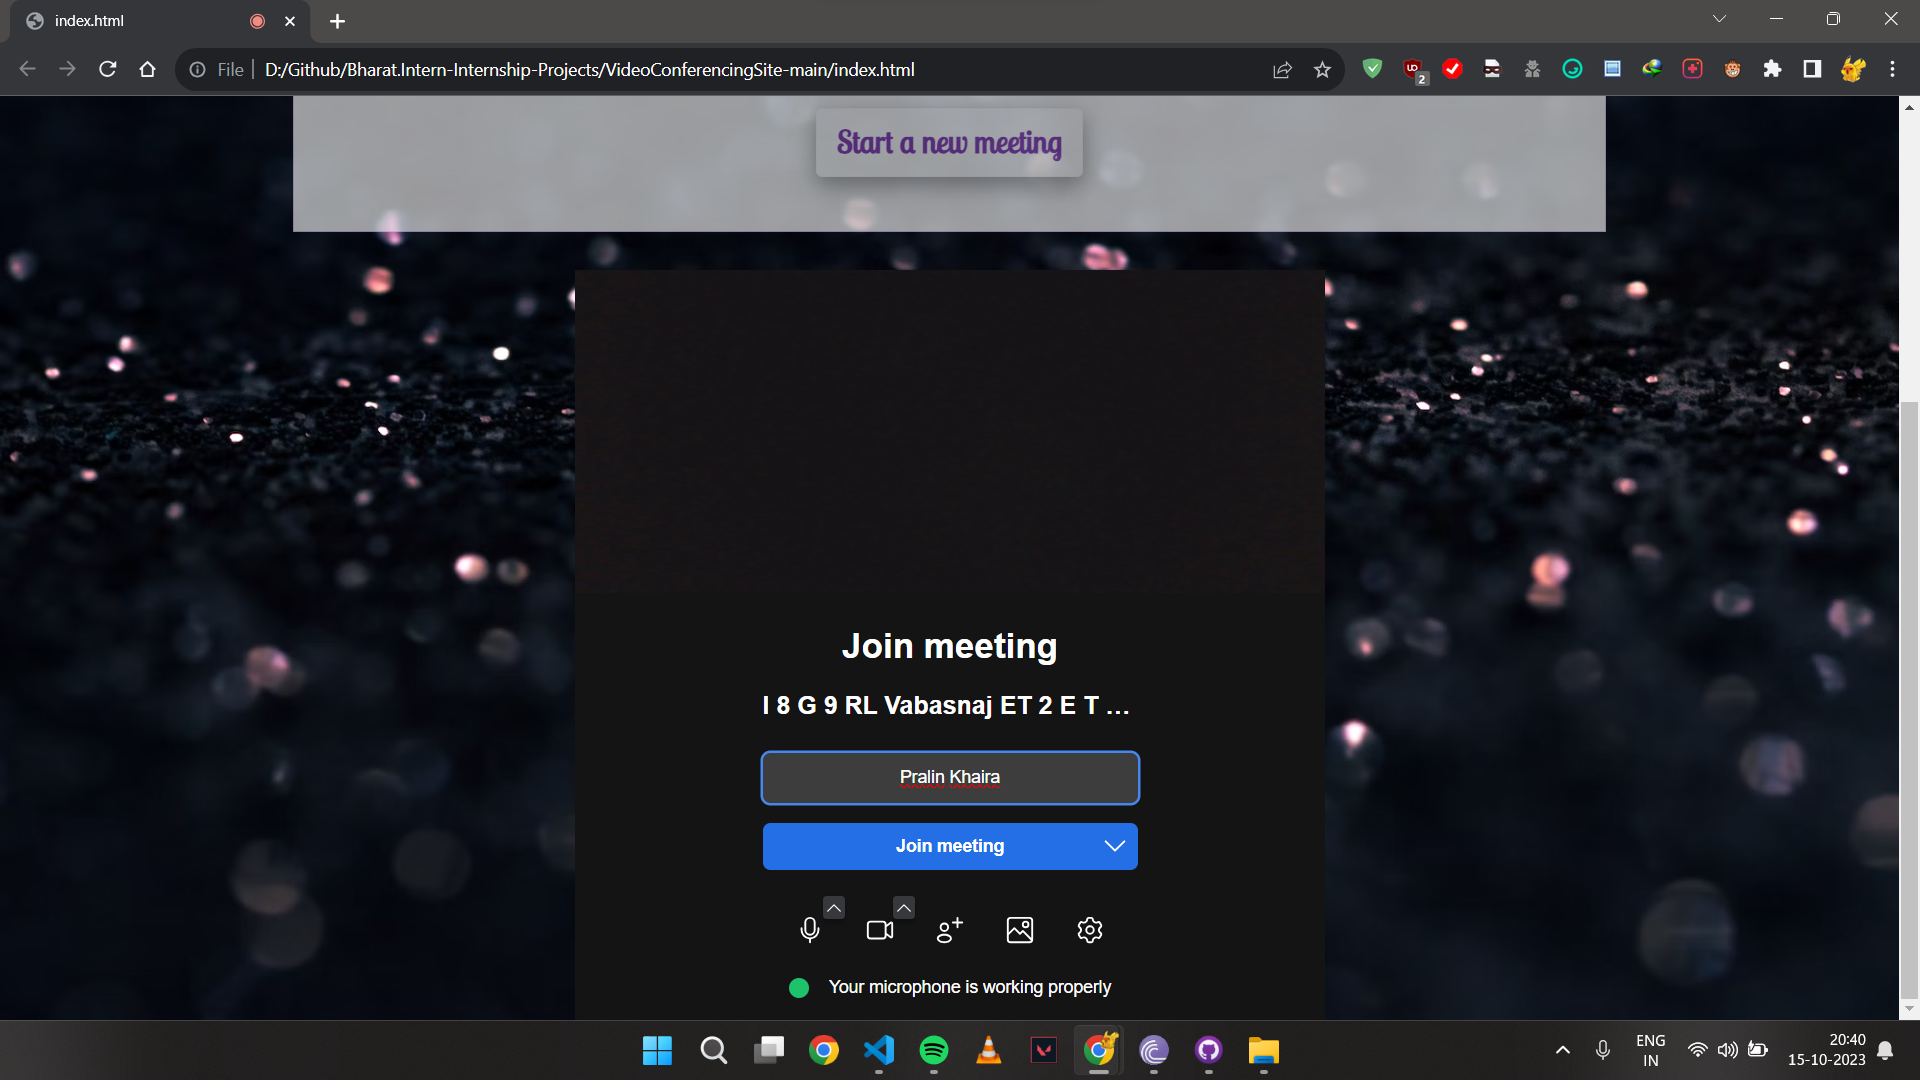 index.html
File
D:/Github/Bharat.Intern-Internship-Projects/VideoConferencingSite-main/index.html
2
Start a new meeting
Join meeting
I 8 G 9 RL Vabasnaj ET 2 E T ...
Pralin Khaira
Join meeting
Your microphone is working properly
ENG
IN
20:40
15-10-2023